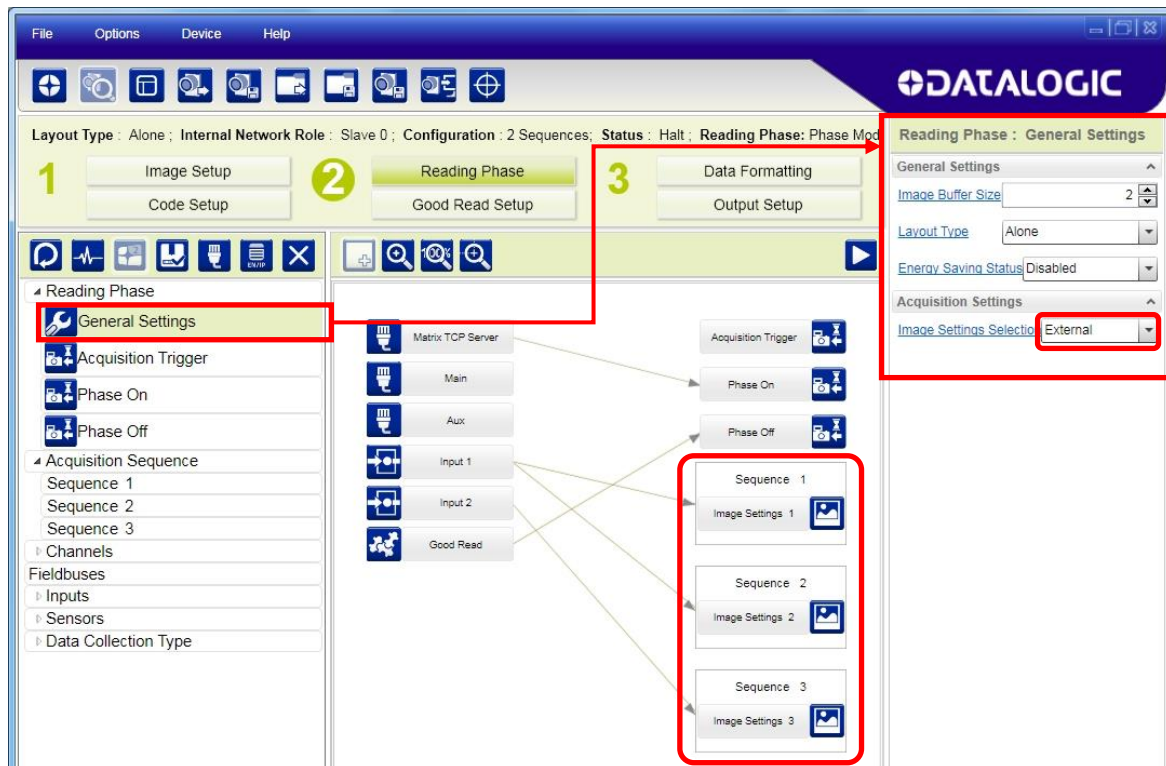 File Options Device Help
DATALOGIC
Layout Type : Alone ; Internal Network Role : Slave 0 ; Configuration : 2 Sequences; Status : Halt ; Reading Phase: Phase Mod
1
Image Setup
Code Setup
2
Reading Phase
Good Read Setup
3
Data Formatting
Output Setup
EN/IP
100%
Reading Phase
General Settings
Acquisition Trigger
Phase On
Phase Off
Acquisition Sequence
Sequence 1
Sequence 2
Sequence 3
Channels
Fieldbuses
Inputs
Sensors
Data Collection Type
Matrix TCP Server
Main
Aux
Input 1
Input 2
Good Read
Acquisition Trigger
Phase On
Phase Off
Sequence 1
Image Settings 1
Sequence 2
Image Settings 2
Sequence 3
Image Settings 3
Reading Phase : General Settings
General Settings
Image Buffer Size 2
Layout Type Alone
Energy Saving Status Disabled
Acquisition Settings
Image Settings Selection External